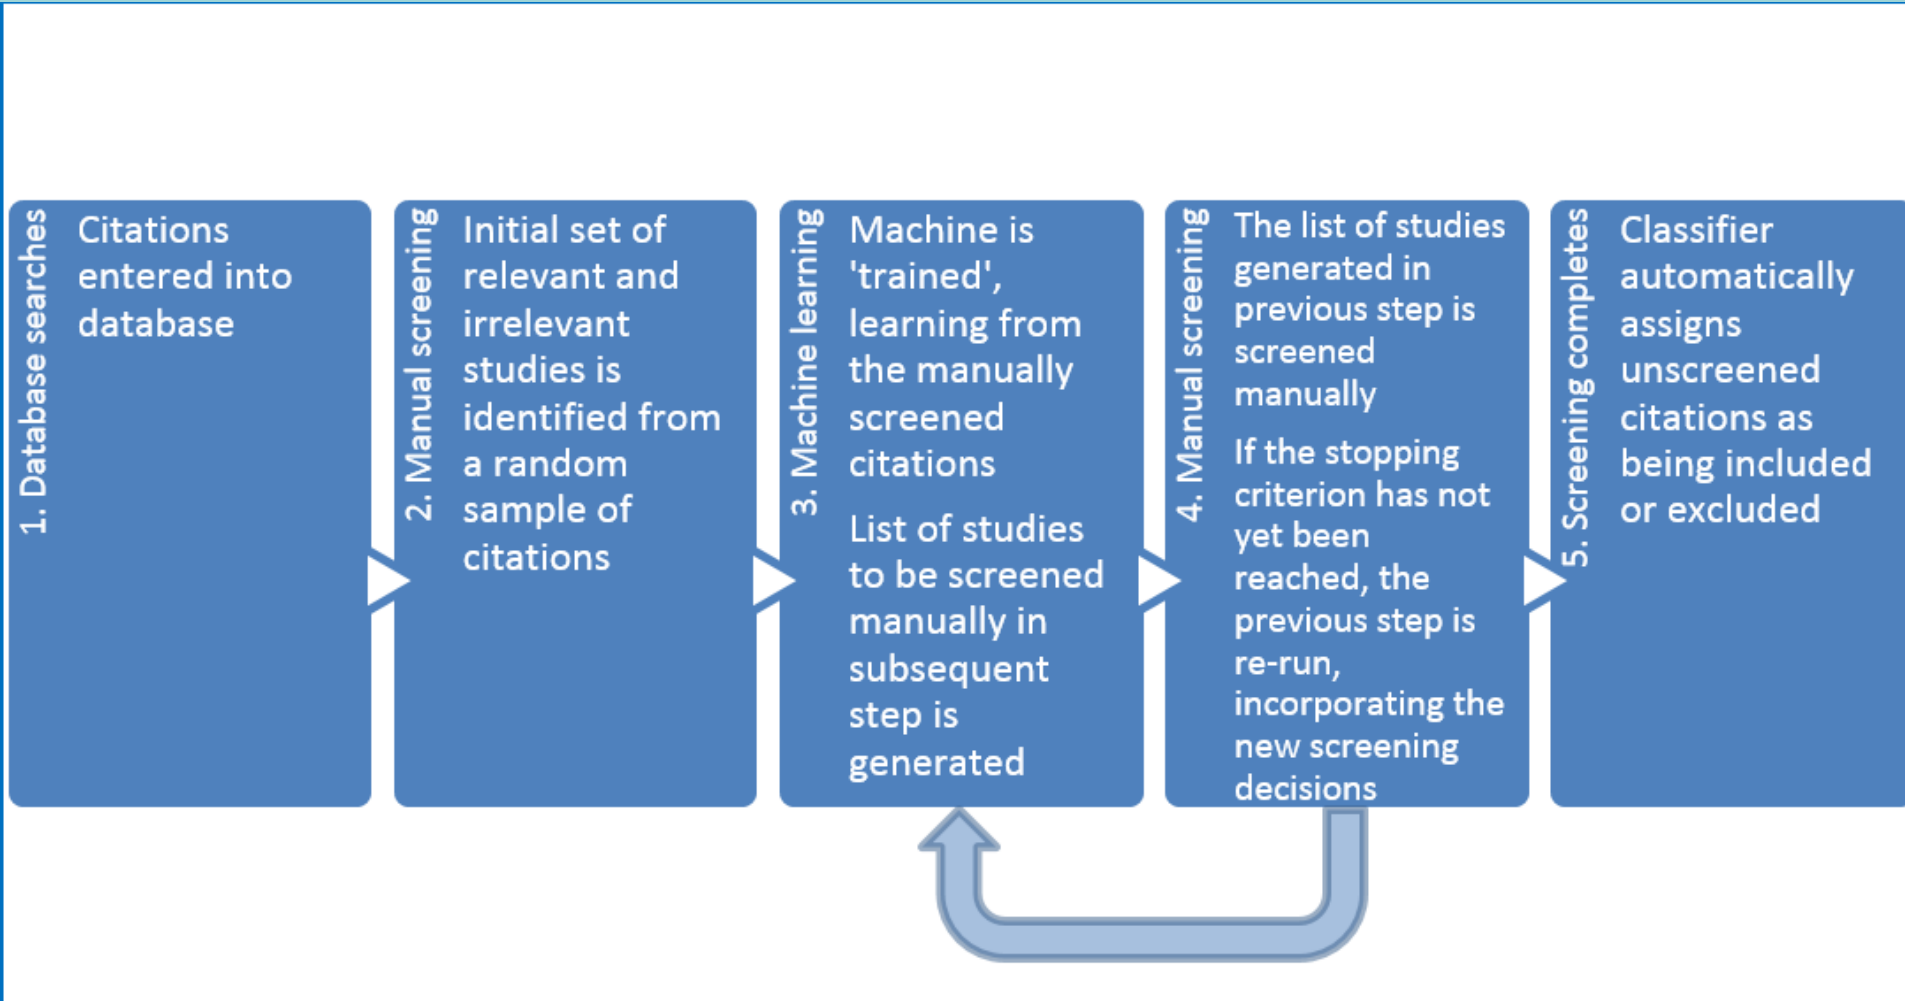 1. Database searches
Citations
entered into
database
2. Manual screening
Initial set of
relevant and
irrelevant
studies is
identified from
a random
sample of
citations
3. Machine learning
Machine is
'trained',
learning from
the manually
screened
citations
List of studies
to be screened
manually in
subsequent
step is
generated
4. Manual screening
The list of studies
generated in
previous step is
screened
manually
If the stopping
criterion has not
yet been
reached, the
previous step is
re-run,
incorporating the
new screening
decisions
5. Screening completes
Classifier
automatically
assigns
unscreened
citations as
being included
or excluded